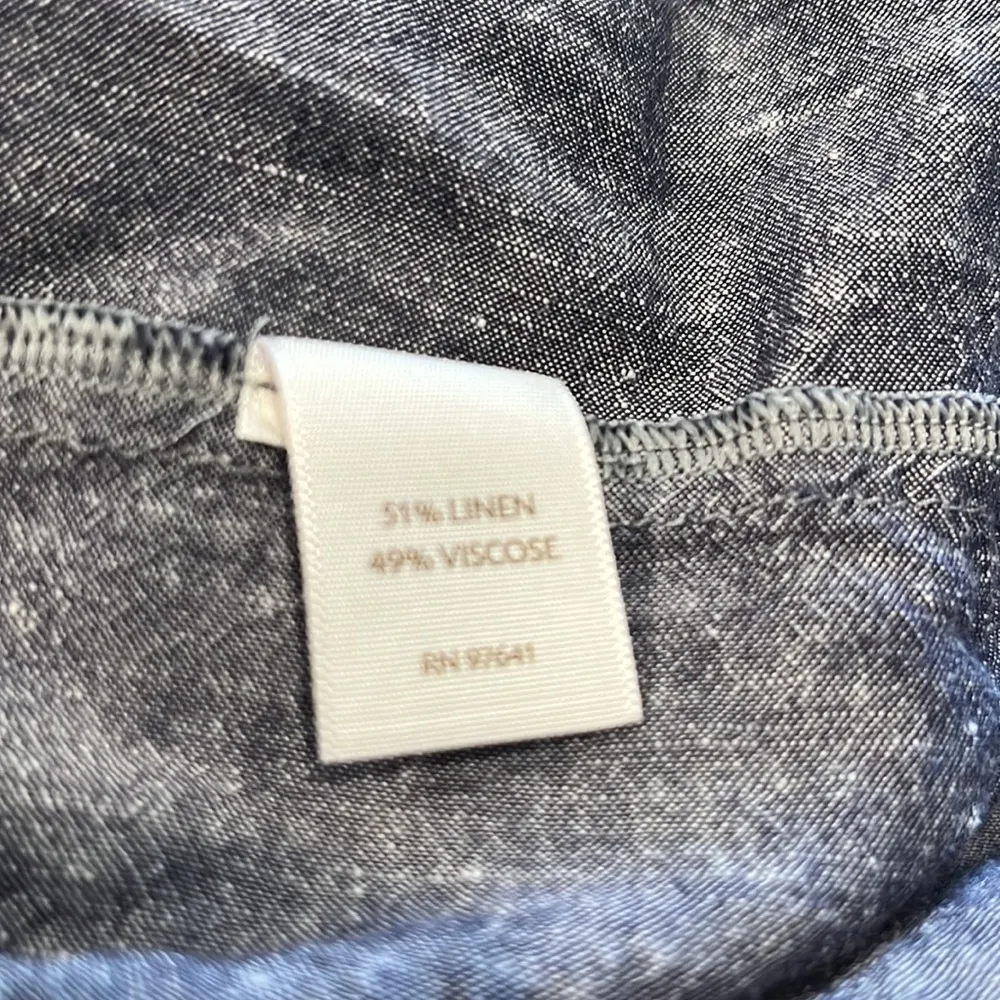 51% LINEN
49% VISCOSE
RN 97641